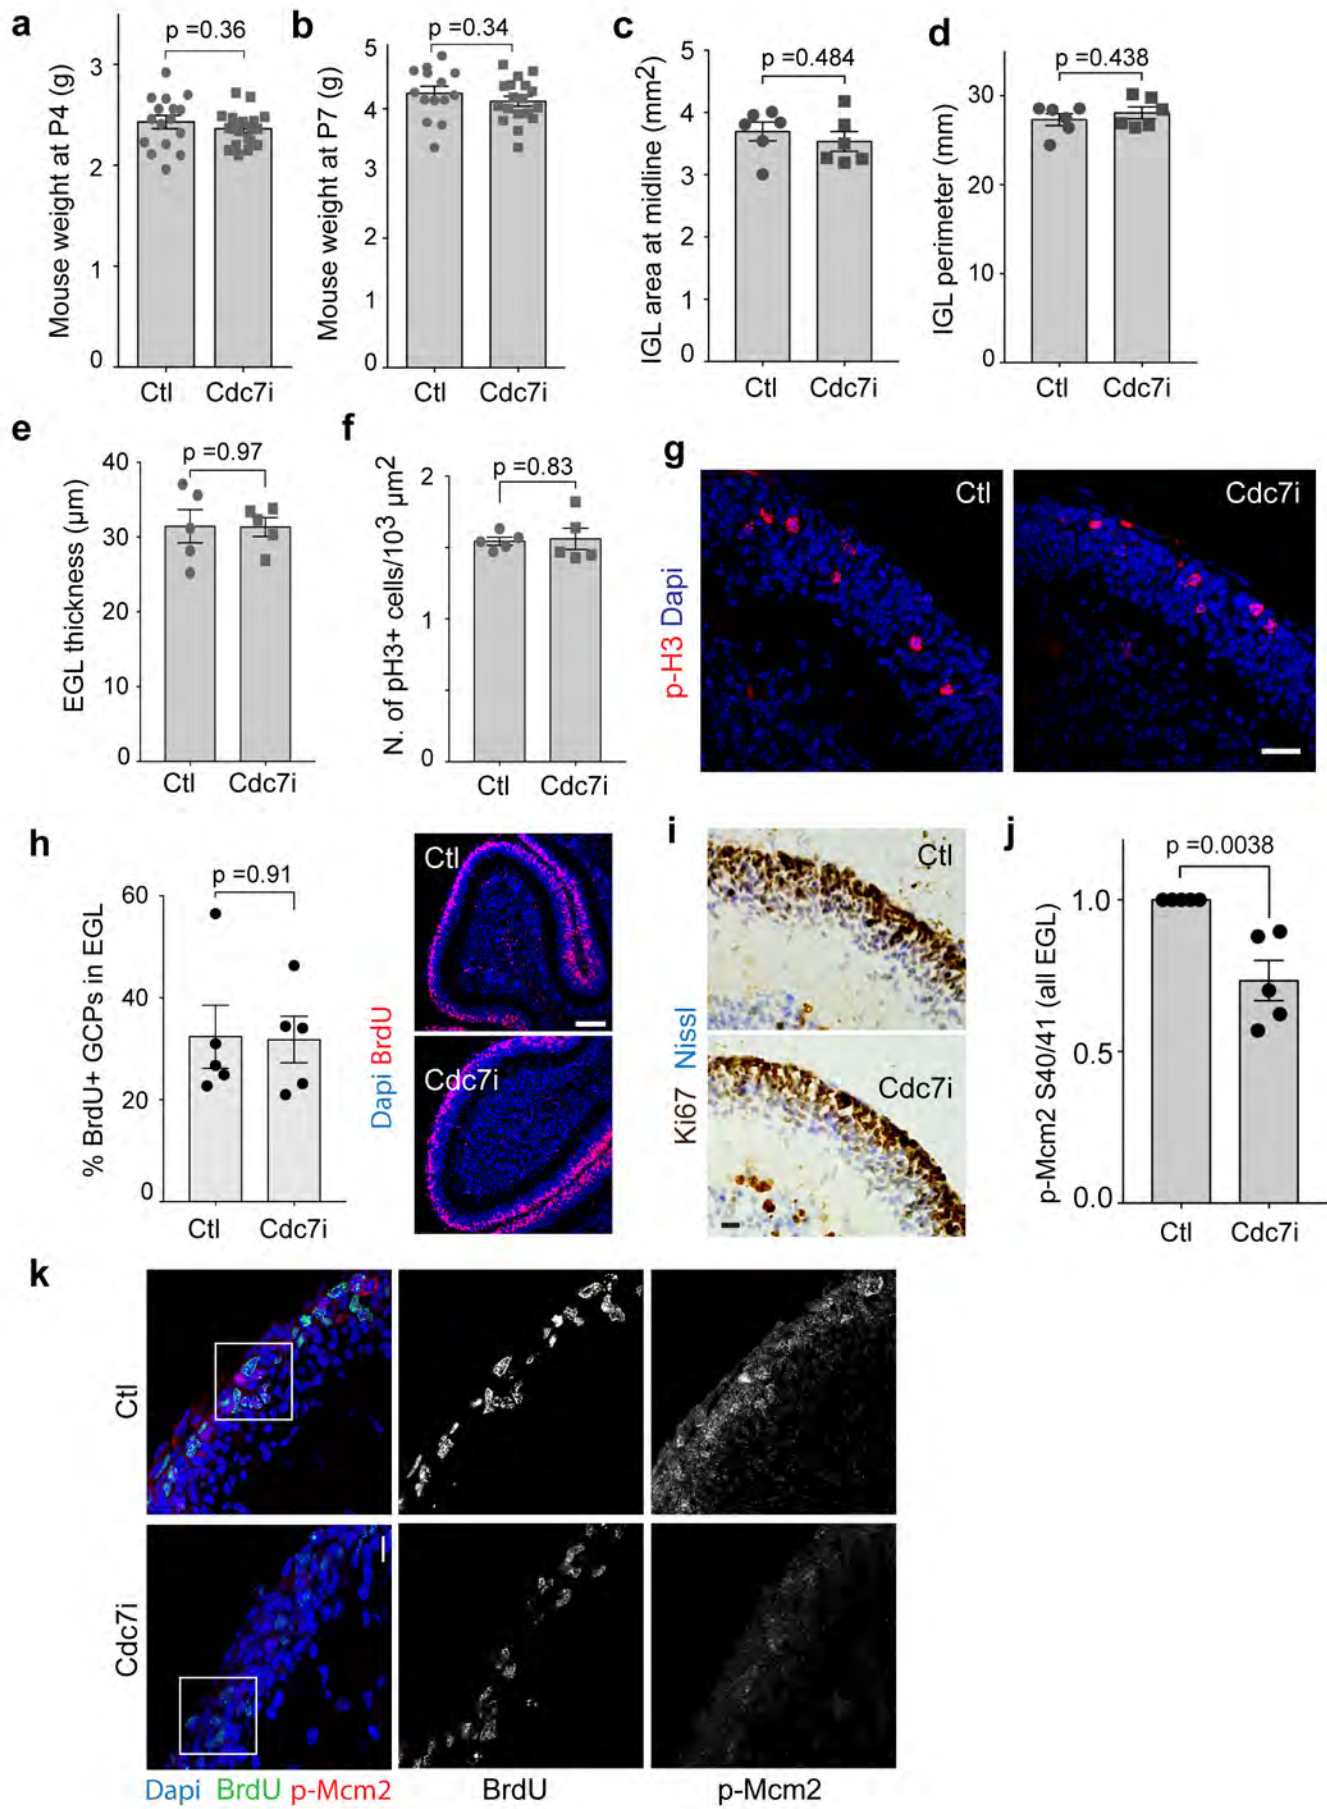 a
Mouse weight at P4 (g)
p =0.36
3
2
1
0
Ctl
Cdc7i
b
Mouse weight at P7 (g)
p =0.34
5
4
3
2
1
0
Ctl
Cdc7i
c
IGL area at midline (mm2)
p =0.484
5
4
3
2
1
0
Ctl
Cdc7i
d
IGL perimeter (mm)
p =0.438
30
20
10
0
Ctl
Cdc7i
e
EGL thickness (µm)
p =0.97
40
30
20
10
0
Ctl
Cdc7i
f
N. of pH3+ cells/10³ µm²
p =0.83
2
1
0
Ctl
Cdc7i
g
p-H3 Dapi
Ctl
Cdc7i
h
% BrdU+ GCPs in EGL
p =0.91
60
40
20
0
Ctl
Cdc7i
Dapi BrdU
Ctl
Cdc7i
i
Ki67 Nissl
Ctl
Cdc7i
j
p-Mcm2 S40/41 (all EGL)
p =0.0038
1.0
0.5
0.0
Ctl
Cdc7i
k
Ctl
Cdc7i
Dapi BrdU p-Mcm2
BrdU
p-Mcm2